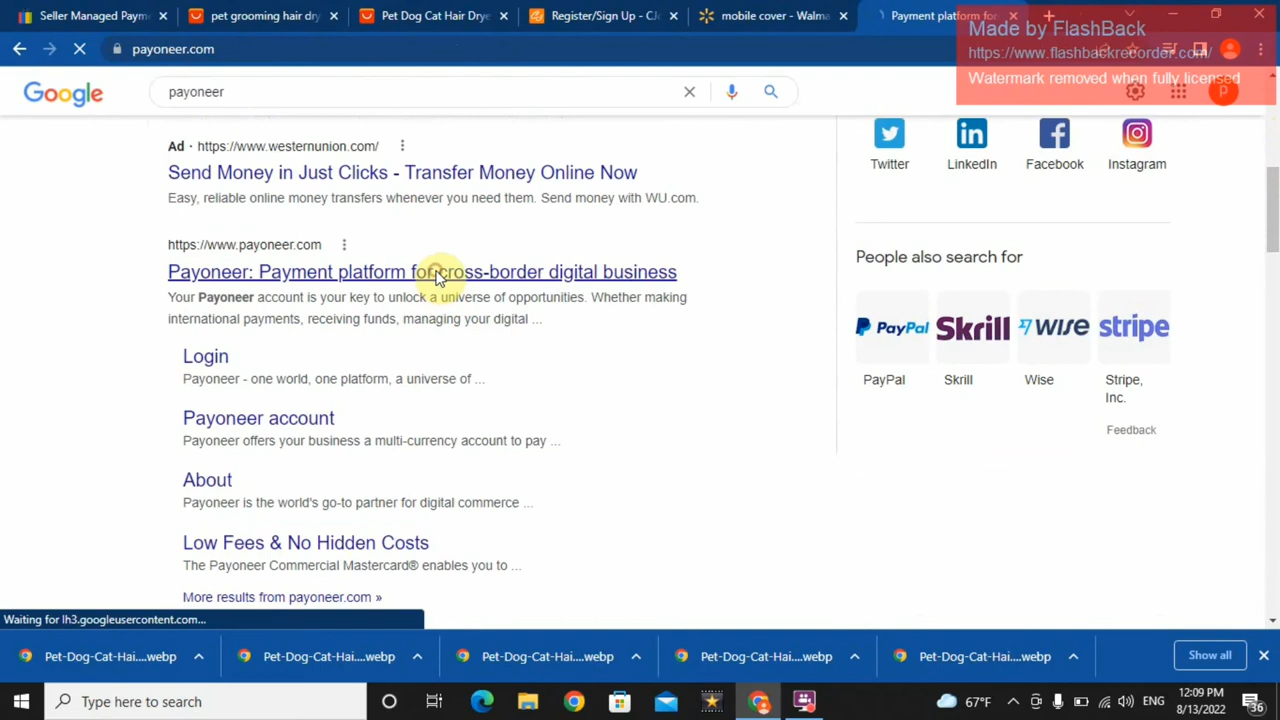 Seller Managed Paym
pet grooming hair dry
Pet Dog Cat Hair Drye
Register/Sign Up - CJc
mobile cover - Walma
Payment platform for
Made by FlashBack
https://www.flashbackrecorder.com/
Watermark removed when fully licensed
payoneer.com
Google
payoneer
P
Ad · https://www.westernunion.com/
Send Money in Just Clicks - Transfer Money Online Now
Easy, reliable online money transfers whenever you need them. Send money with WU.com.
https://www.payoneer.com
Payoneer: Payment platform for cross-border digital business
Your Payoneer account is your key to unlock a universe of opportunities. Whether making
international payments, receiving funds, managing your digital ...
Login
Payoneer - one world, one platform, a universe of ...
Payoneer account
Payoneer offers your business a multi-currency account to pay ...
About
Payoneer is the world's go-to partner for digital commerce ...
Low Fees & No Hidden Costs
The Payoneer Commercial Mastercard® enables you to ...
More results from payoneer.com »
Twitter
LinkedIn
Facebook
Instagram
People also search for
PayPal
Skrill
WISE
stripe
PayPal
Skrill
Wise
Stripe,
Inc.
Feedback
Waiting for lh3.googleusercontent.com...
Pet-Dog-Cat-Hai....webp
Pet-Dog-Cat-Hai....webp
Pet-Dog-Cat-Hai....webp
Pet-Dog-Cat-Hai....webp
Pet-Dog-Cat-Hai....webp
Show all
Type here to search
67°F
ENG
12:09 PM
8/13/2022
36